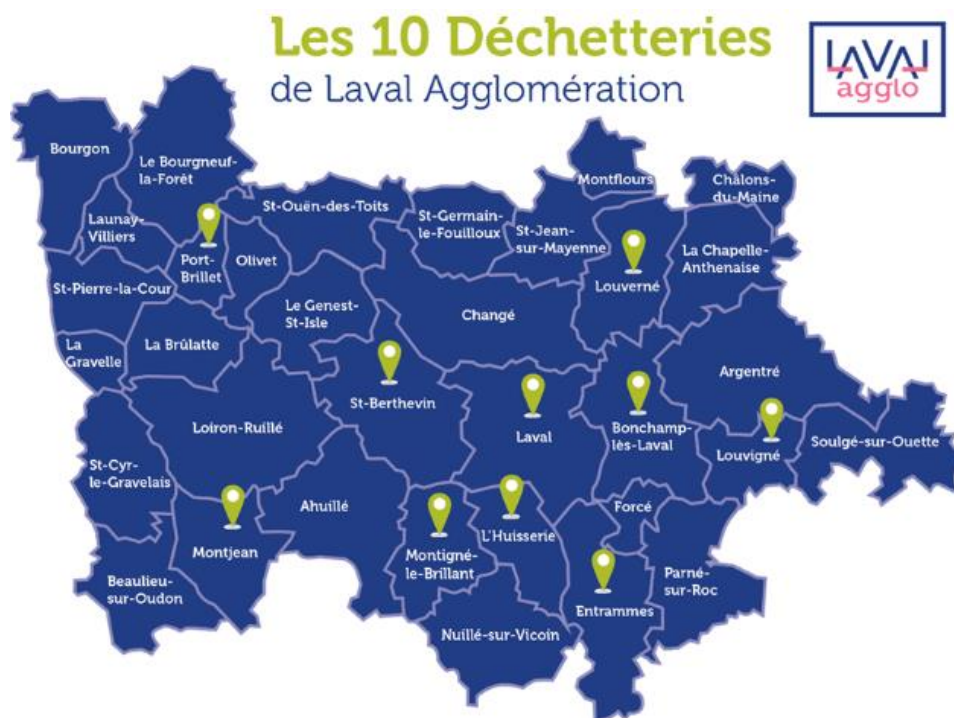 Les 10 Déchetteries
de Laval Agglomération
LAVAL
agglo
Bourgon
Le Bourgneuf-
la-Forêt
Montflours
Châlons-
du-Maine
Launay-
Villiers
St-Ouën-des-Toits
St-Germain-
le-Fouilloux
St-Jean-
sur-Mayenne
La Chapelle-
Anthenaise
Port-
Brillet
Olivet
Louverné
St-Pierre-la-Cour
Le Genest-
St-Isle
Changé
La
Gravelle
La Brûlatte
Argentré
St-Berthevin
Loiron-Ruillé
Laval
Bonchamp-
lès-Laval
Louvigné
Soulgé-sur-Ouette
St-Cyr-
le-Gravelais
Ahuillé
Forcé
Montjean
Montigné-
le-Brillant
L'Huisserie
Beaulieu-
sur-Oudon
Entrammes
Parné-
sur-Roc
Nuillé-sur-Vicoin